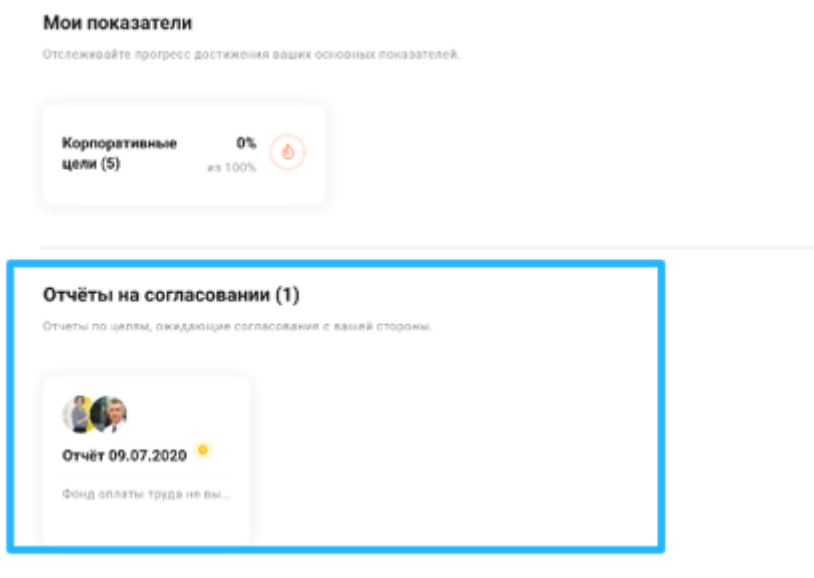 Мои показатели
Отслеживайте прогресс достижения ваших основных показателей.
Корпоративные
цели (5)
0%
из 100%
Отчёты на согласовании (1)
Отчеты по целям, ожидающие согласования с вашей стороны.
Отчёт 09.07.2020
Фонд оплаты труда не вы...